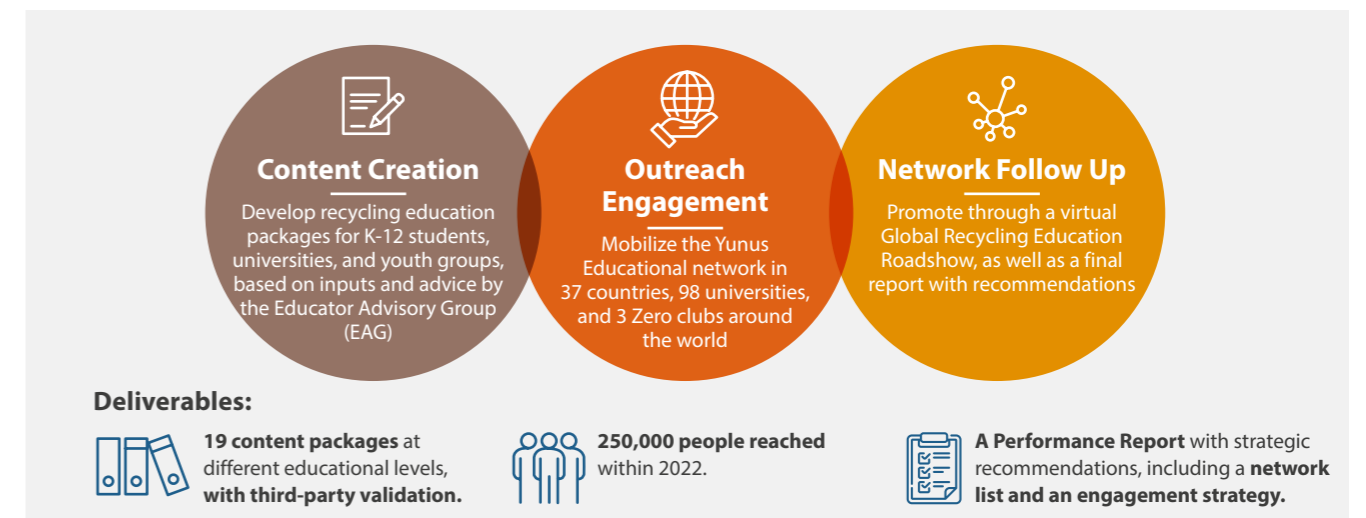 Content Creation
Develop recycling education
packages for K-12 students,
universities, and youth groups,
based on inputs and advice by
the Educator Advisory Group
(EAG)
Outreach
Engagement
Mobilize the Yunus
Educational network in
37 countries, 98 universities,
and 3 Zero clubs around
the world
Network Follow Up
Promote through a virtual
Global Recycling Education
Roadshow, as well as a final
report with recommendations
Deliverables:
19 content packages at
different educational levels,
with third-party validation.
250,000 people reached
within 2022.
A Performance Report with strategic
recommendations, including a network
list and an engagement strategy.